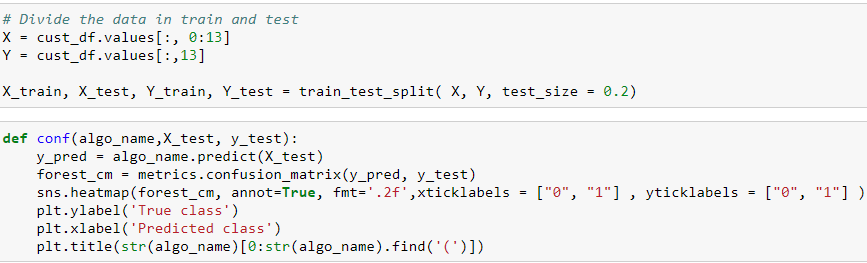 # Divide the data in train and test
X = cust_df.values[:, 0:13]
Y = cust_df.values[:,13]
X_train, X_test, Y_train, Y_test = train_test_split( X, Y, test_size = 0.2)
def conf(algo_name,X_test, y_test):
    y_pred = algo_name.predict(X_test)
    forest_cm = metrics.confusion_matrix(y_pred, y_test)
    sns.heatmap(forest_cm, annot=True, fmt='.2f',xticklabels = ["0", "1"] , yticklabels = ["0", "1"] )
    plt.ylabel('True class')
    plt.xlabel('Predicted class')
    plt.title(str(algo_name)[0:str(algo_name).find('(')])